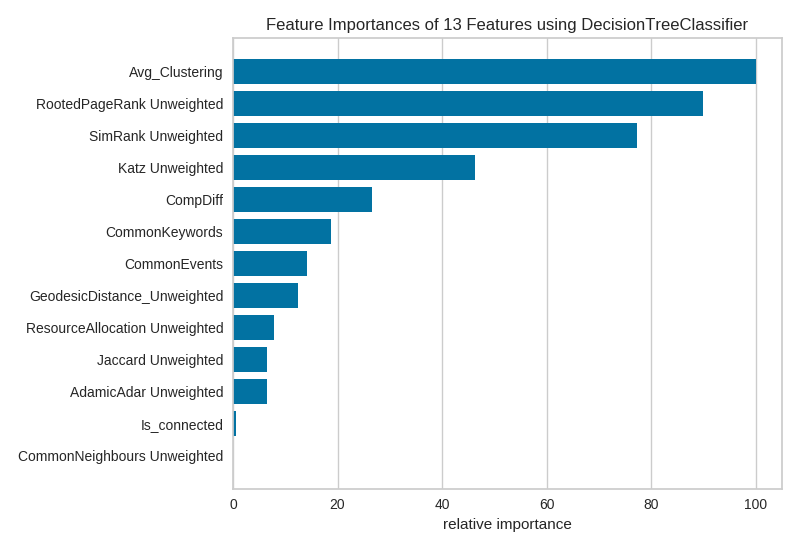 Feature Importances of 13 Features using DecisionTreeClassifier
Avg_Clustering
RootedPageRank Unweighted
SimRank Unweighted
Katz Unweighted
CompDiff
CommonKeywords
CommonEvents
GeodesicDistance_Unweighted
ResourceAllocation Unweighted
Jaccard Unweighted
AdamicAdar Unweighted
Is_connected
CommonNeighbours Unweighted
0 20 40 60 80 100
relative importance